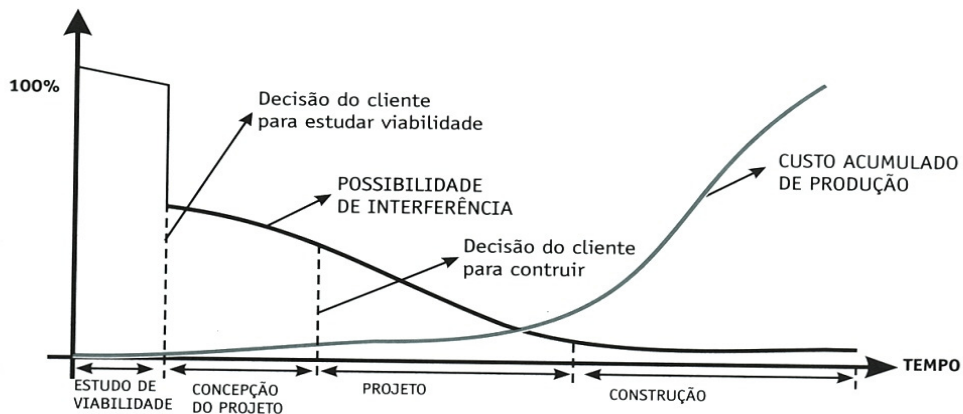 100%
Decisão do cliente
para estudar viabilidade
POSSIBILIDADE
DE INTERFERÊNCIA
CUSTO ACUMULADO
DE PRODUÇÃO
Decisão do cliente
para contruir
TEMPO
ESTUDO DE
VIABILIDADE
CONCEPÇÃO
DO PROJETO
PROJETO
CONSTRUÇÃO